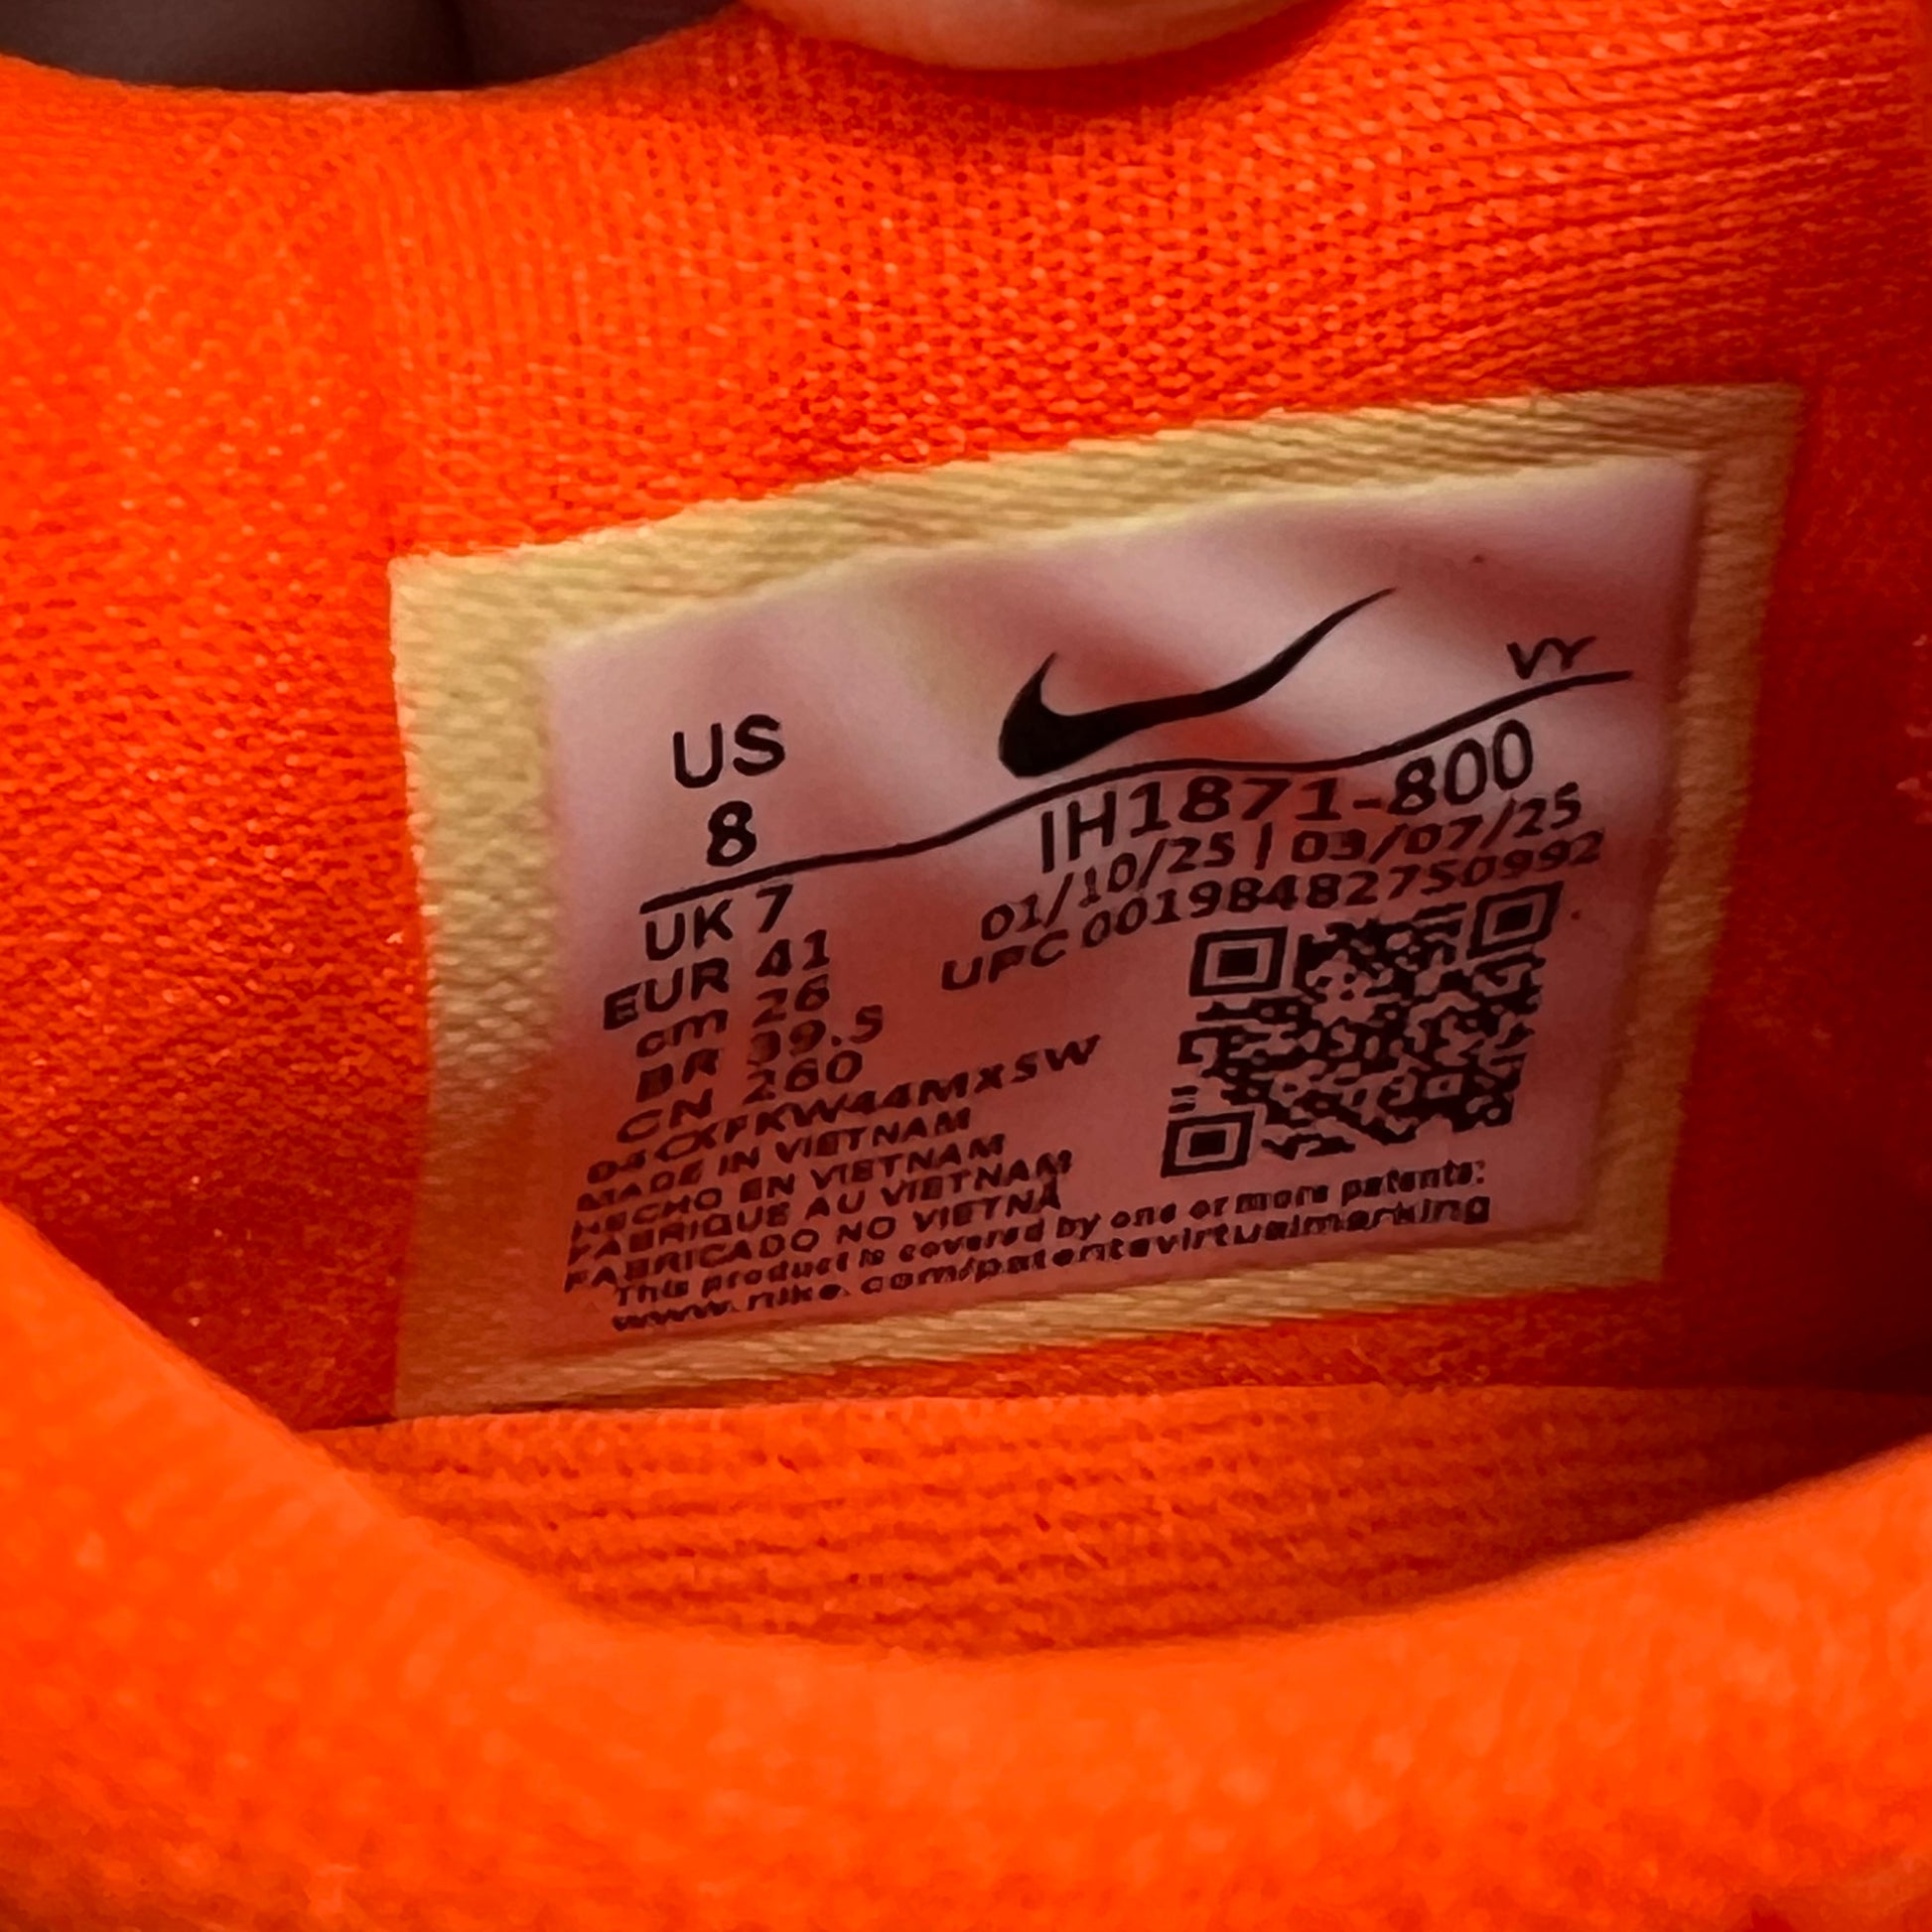 VY
US
8
IH1871-800
01/10/25 | 03/07/25
UPC 00198482750992
UK 7
EUR 41
cm 26
BR 39.5
CN 260
MADE IN VIETNAM
HECHO EN VIETNAM
FABRIQUE AU VIETNAM
FABRICADO NO VIETNÃ
This product is covered by one or more patents:
www.nike.com/patentsvirtualmarking